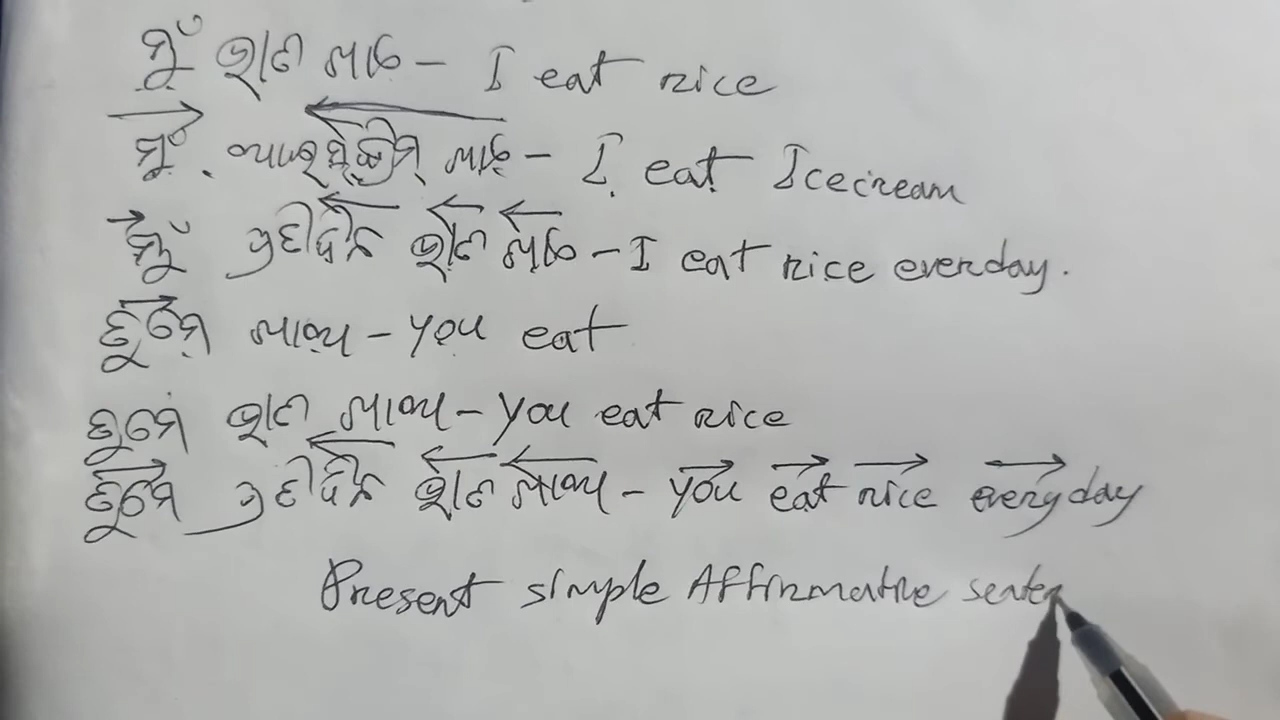 ମୁଁ ଭାତ ଖାଏ - I eat rice
ମୁଁ ଆଇସ୍କ୍ରିମ୍ ଖାଏ - I eat Icecream
ମୁଁ ପ୍ରତୀଦୀନ ଭାତ ଖାଏ - I eat rice everday.
ତୁମେ ଖାଅ - you eat
ତୁମେ ଭାତ ଖାଅ - you eat rice
ତୁମେ ପ୍ରତୀଦୀନ ଭାତ ଖାଅ - you eat rice everyday
Present simple Affirmative senten